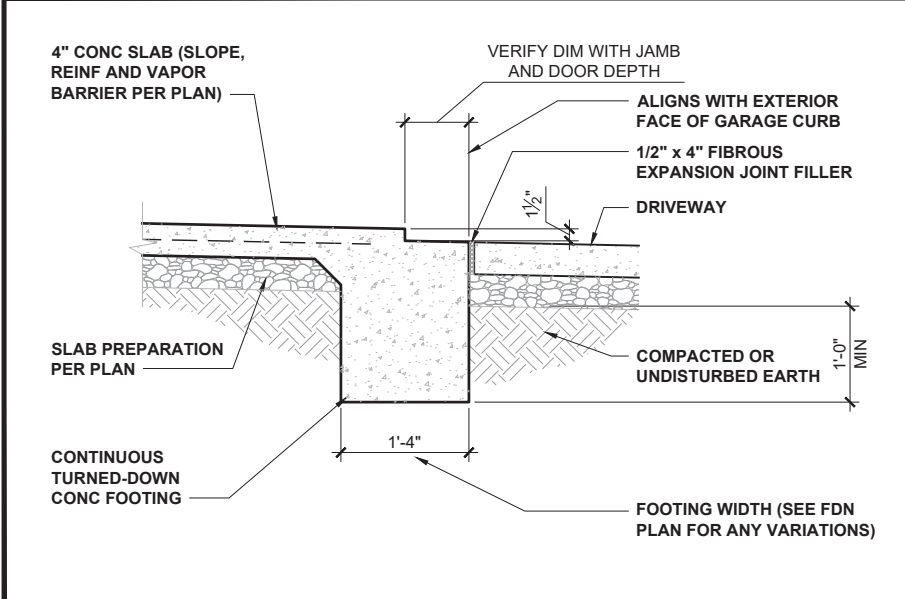 4" CONC SLAB (SLOPE,
REINF AND VAPOR
BARRIER PER PLAN)
VERIFY DIM WITH JAMB
AND DOOR DEPTH
ALIGNS WITH EXTERIOR
FACE OF GARAGE CURB
1/2" x 4" FIBROUS
EXPANSION JOINT FILLER
1½"
DRIVEWAY
SLAB PREPARATION
PER PLAN
COMPACTED OR
UNDISTURBED EARTH
1'-0"
MIN
1'-4"
CONTINUOUS
TURNED-DOWN
CONC FOOTING
FOOTING WIDTH (SEE FDN
PLAN FOR ANY VARIATIONS)